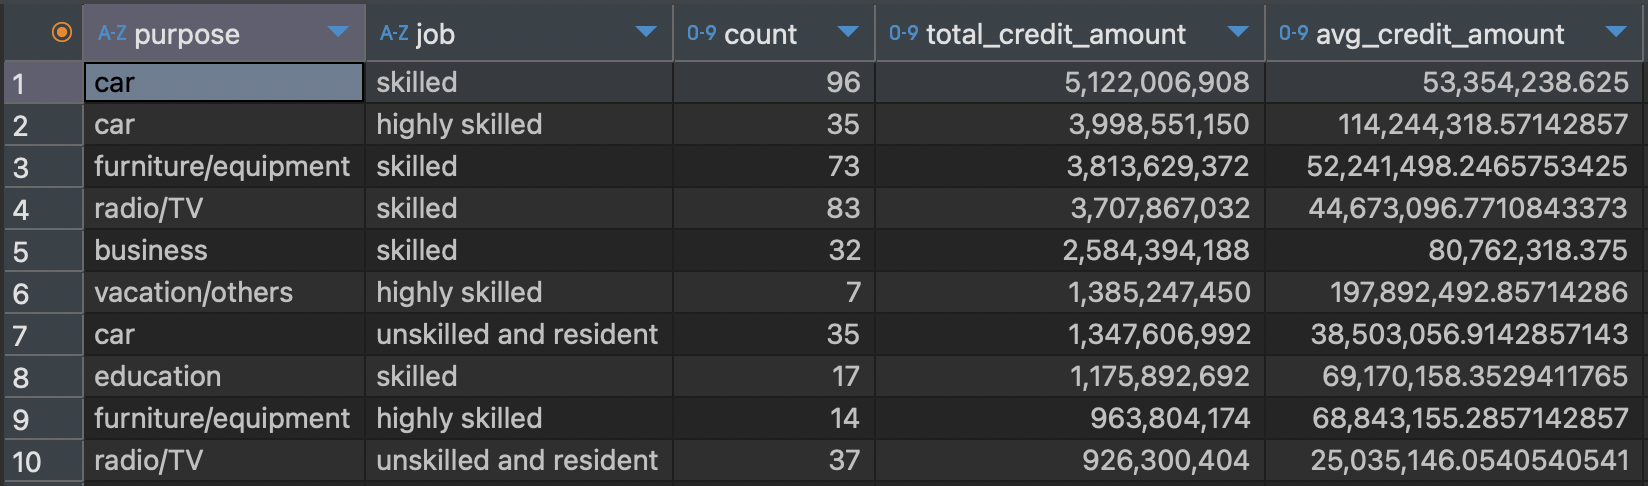 A-Z purpose A-Z job 0-9 count 0-9 total_credit_amount 0-9 avg_credit_amount
1 car skilled 96 5,122,006,908 53,354,238.625
2 car highly skilled 35 3,998,551,150 114,244,318.57142857
3 furniture/equipment skilled 73 3,813,629,372 52,241,498.2465753425
4 radio/TV skilled 83 3,707,867,032 44,673,096.7710843373
5 business skilled 32 2,584,394,188 80,762,318.375
6 vacation/others highly skilled 7 1,385,247,450 197,892,492.85714286
7 car unskilled and resident 35 1,347,606,992 38,503,056.9142857143
8 education skilled 17 1,175,892,692 69,170,158.3529411765
9 furniture/equipment highly skilled 14 963,804,174 68,843,155.2857142857
10 radio/TV unskilled and resident 37 926,300,404 25,035,146.0540540541